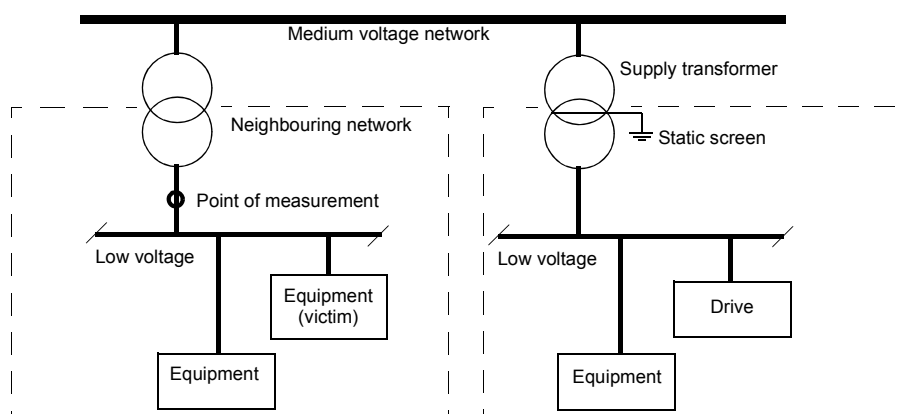 Medium voltage network
Supply transformer
Neighbouring network
Static screen
Point of measurement
Low voltage
Low voltage
Equipment
(victim)
Drive
Equipment
Equipment